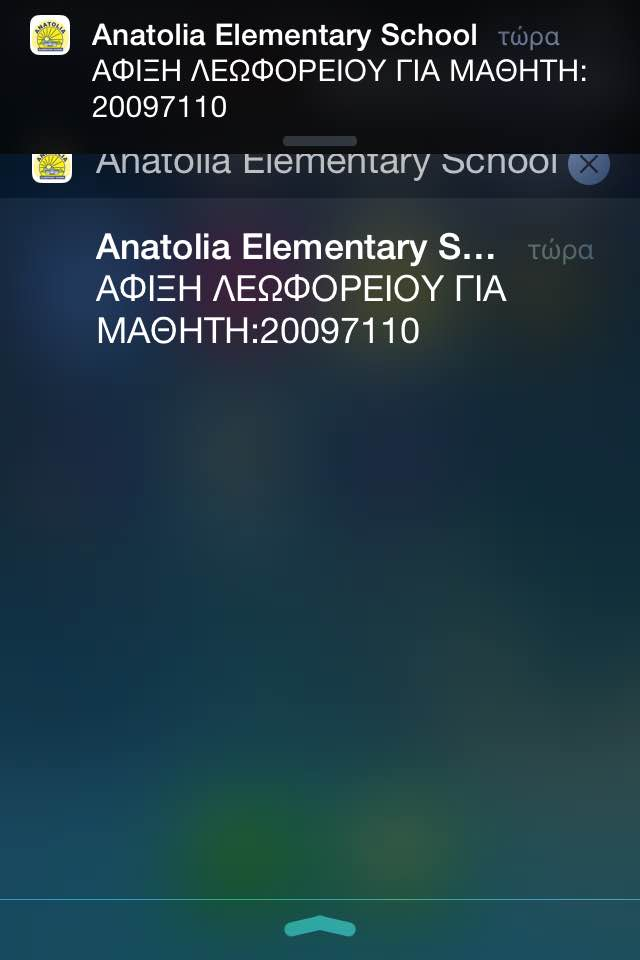 Anatolia Elementary School τώρα
ΑΦΙΞΗ ΛΕΩΦΟΡΕΙΟΥ ΓΙΑ ΜΑΘΗΤΗ:
20097110
Anatolia Elementary School
Anatolia Elementary S... τώρα
ΑΦΙΞΗ ΛΕΩΦΟΡΕΙΟΥ ΓΙΑ
ΜΑΘΗΤΗ:20097110